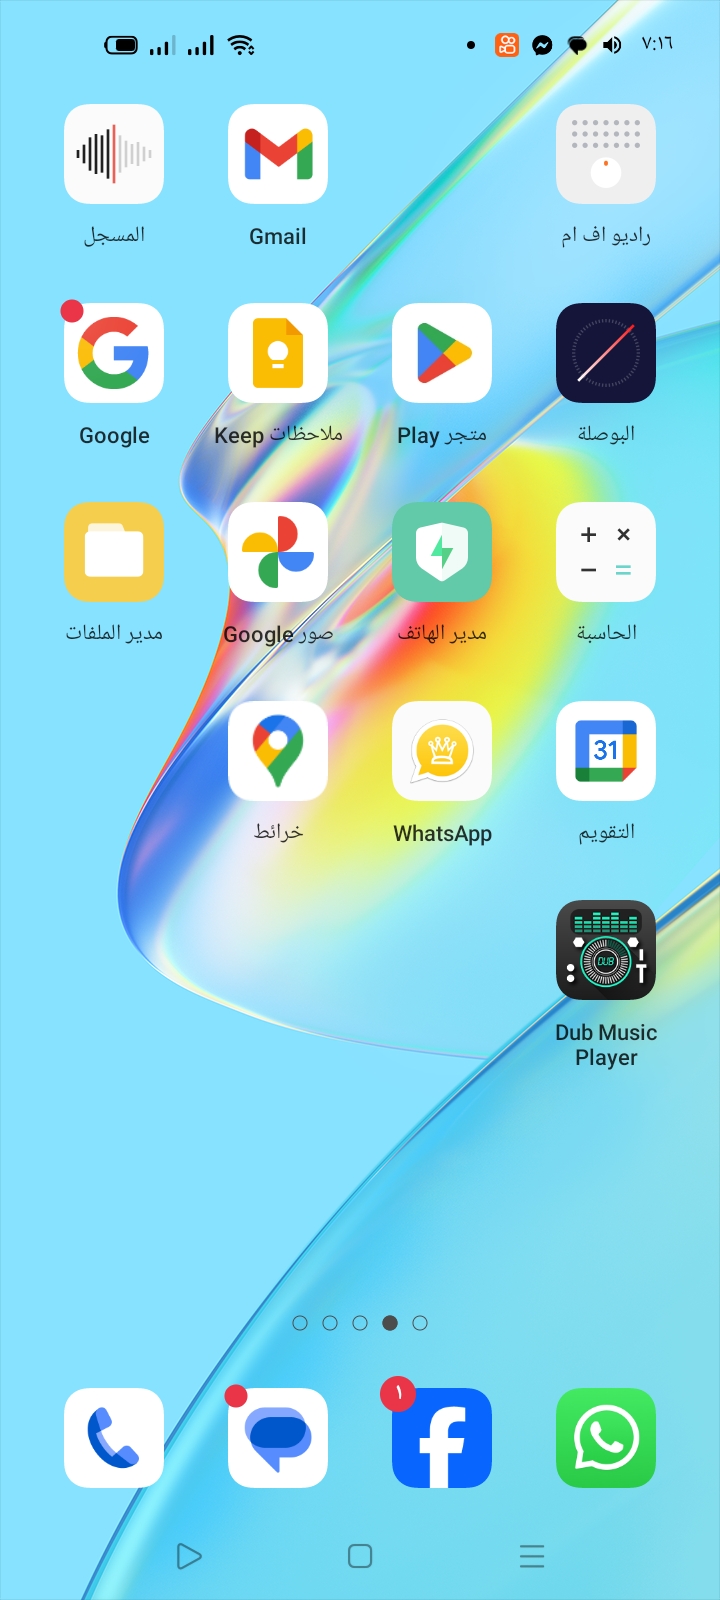 ٧:١٦
راديو اف ام
Gmail
المسجل
البوصلة
متجر Play
ملاحظات Keep
Google
31
الحاسبة
مدير الهاتف
صور Google
مدير الملفات
التقويم
WhatsApp
خرائط
DUB
Dub Music
Player
١